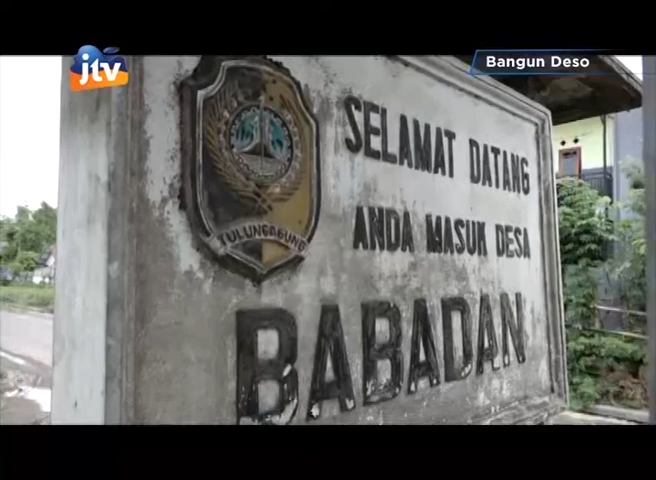 jtv
Bangun Deso
SELAMAT DATANG
ANDA MASUK DESA
TULUNGAGUNG
BABADAN